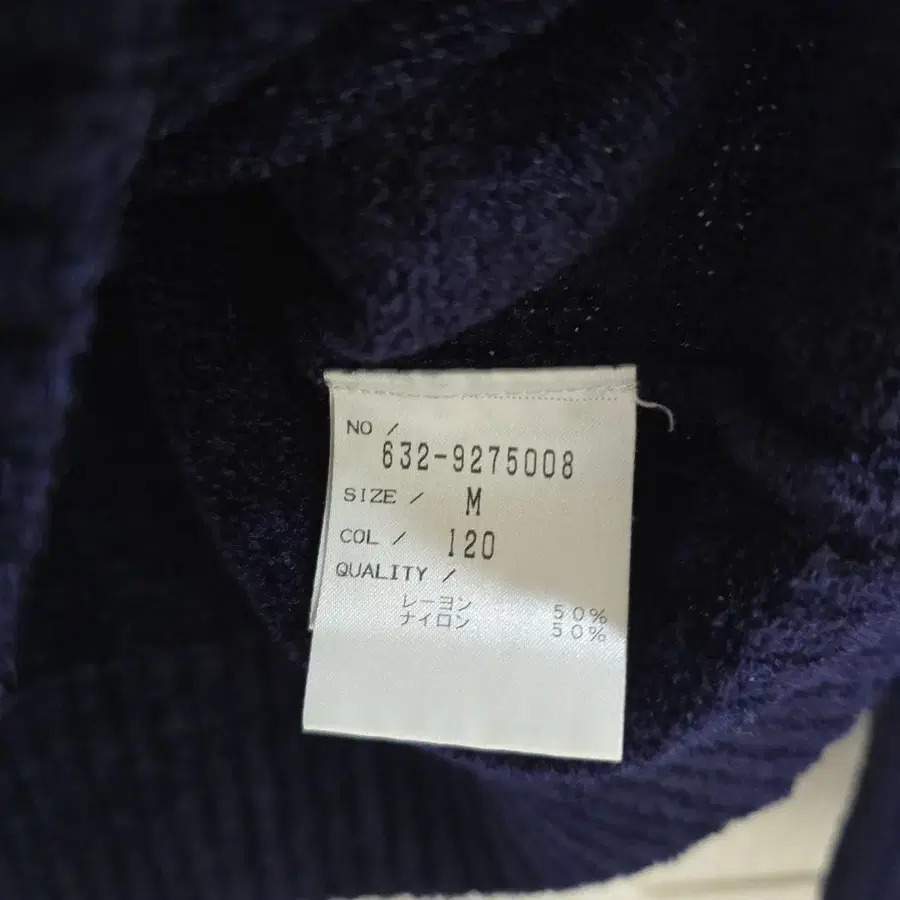 NO /
632-9275008
SIZE / M
COL / 120
QUALITY /
レーヨン 50%
ナイロン 50%